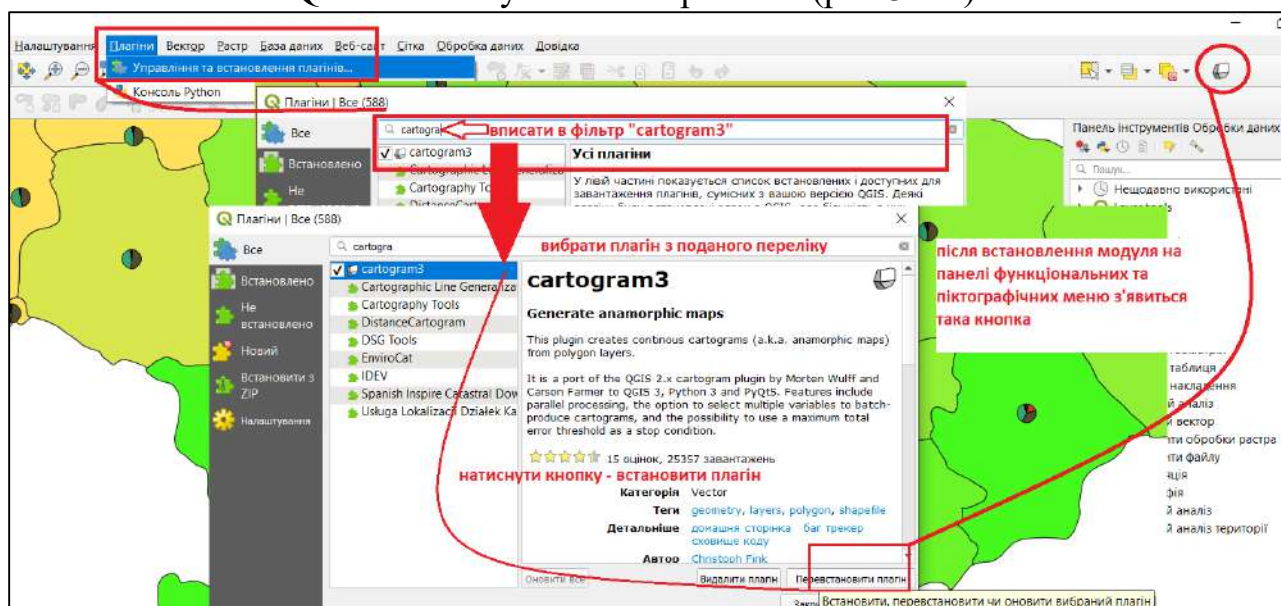 Налаштування Плагіни Вектор Растр База даних Веб-сайт Сітка Обробка даних Довідка
Управління та встановлення плагінів...
Консоль Python
Плагіни | Все (588)
Все
cartogra
вписати в фільтр "cartogram3"
Панель інструментів Обробки даних
Встановлено
cartogram3
Усі плагіни
Пошук...
Не
Cartography To
У лівій частині показується список встановлених і доступних для
завантаження плагінів, сумісних з вашою версією QGIS. Деякі
Нещодавно використані
Плагіни | Все (588)
Все
cartogra
вибрати плагін з поданого переліку
після встановлення модуля на
панелі функціональних та
піктографічних меню з'явиться
така кнопка
Встановлено
Не
встановлено
Новий
Встановити з
ZIP
Налаштування
cartogram3
Cartographic Line Generaliza
Cartography Tools
DistanceCartogram
DSG Tools
EnviroCat
IDEV
Spanish Inspire Catastral Dow
Usługa Lokalizacji Działek Ka
cartogram3
Generate anamorphic maps
This plugin creates continous cartograms (a.k.a. anamorphic maps)
from polygon layers.
It is a port of the QGIS 2.x cartogram plugin by Morten Wulff and
Carson Farmer to QGIS 3, Python 3 and PyQt5. Features include
parallel processing, the option to select multiple variables to batch-
produce cartograms, and the possibility to use a maximum total
error threshold as a stop condition.
15 оцінок, 25357 завантажень
натиснути кнопку - встановити плагін
Категорія Vector
Теги geometry, layers, polygon, shapefile
Детальніше домашня сторінка баг трекер
сховище коду
Автор Christoph Fink
таблиця
накладення
й аналіз
вектор
ти обробки растра
ти файлу
ція
фія
й аналіз
й аналіз території
Оновити все
Видалити плагін
Перевстановити плагін
Встановити, перевстановити чи оновити вибраний плагін